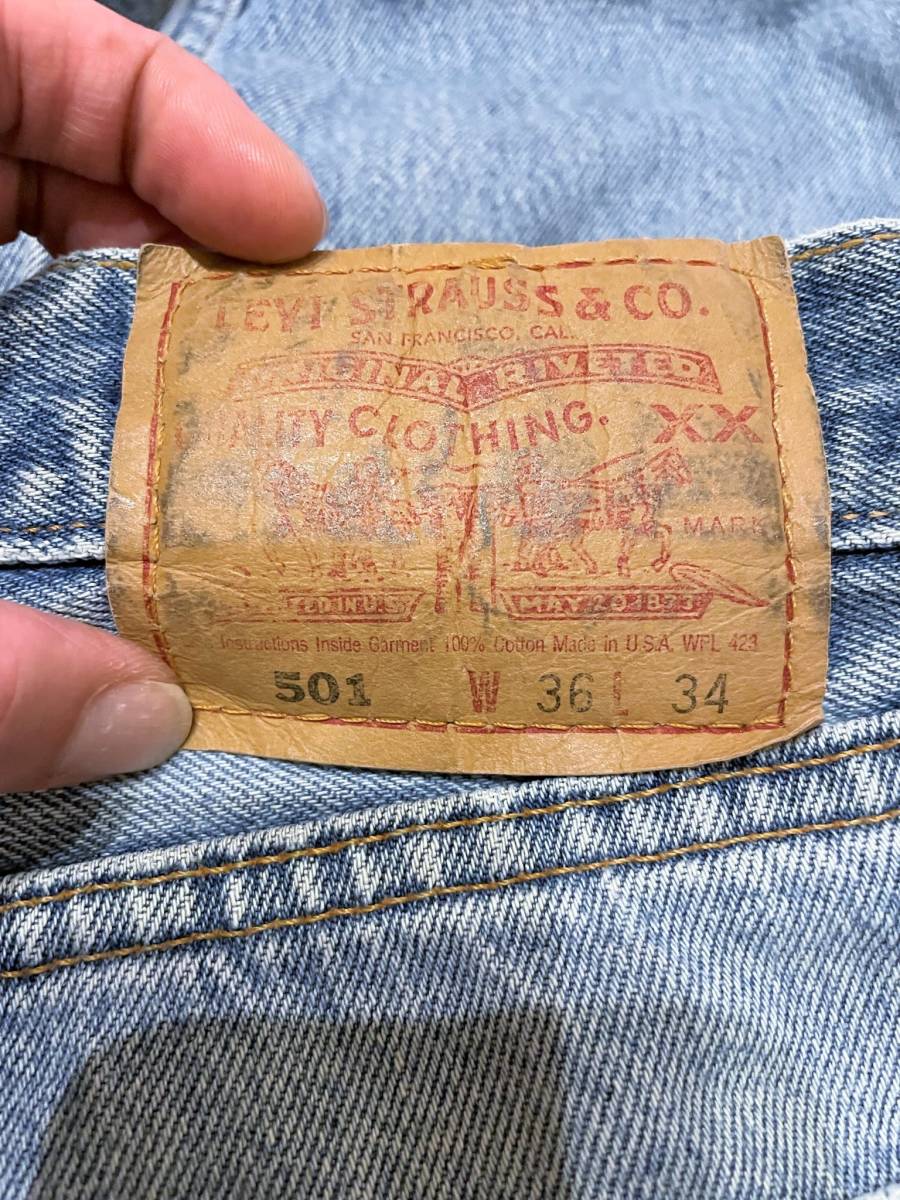 LEVI STRAUSS & CO.
SAN FRANCISCO, CAL.
ORIGINAL RIVETED
QUALITY CLOTHING. XX
MARK
MAY 20 1873
Instructions Inside Garment 100% Cotton Made in U.S.A. WPL 423
501 W 36 L 34